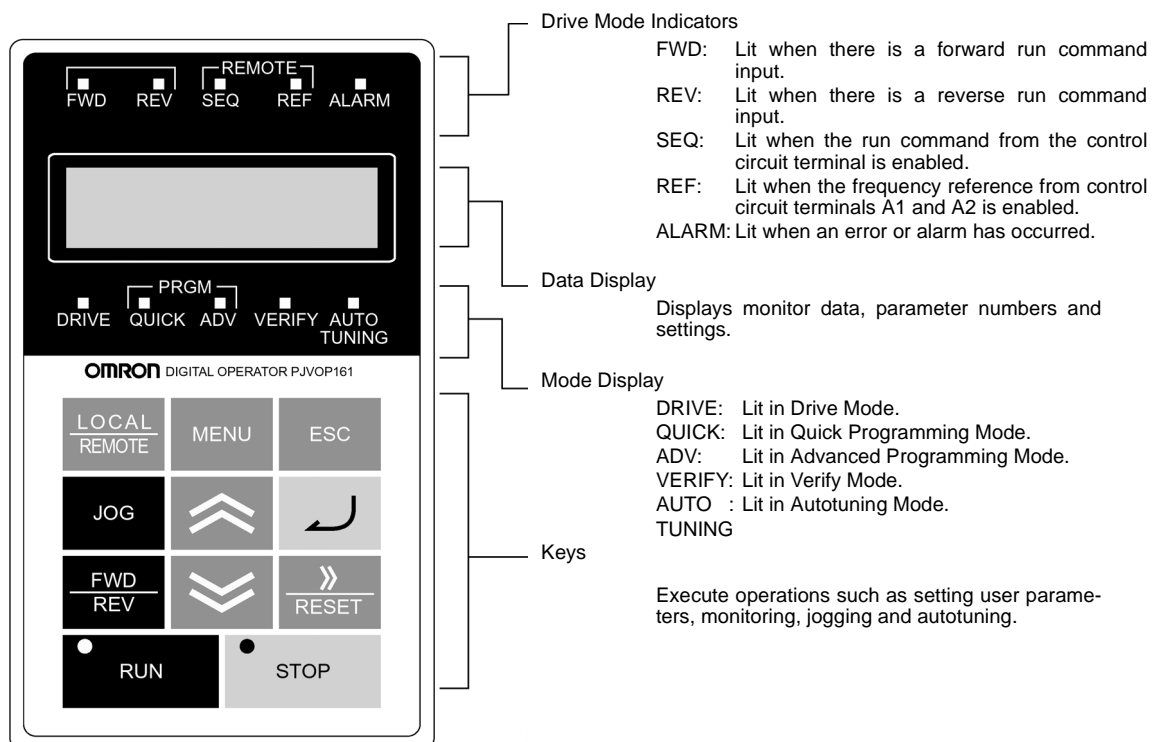 Drive Mode Indicators
FWD: Lit when there is a forward run command
input.
REV: Lit when there is a reverse run command
input.
SEQ: Lit when the run command from the control
circuit terminal is enabled.
REF: Lit when the frequency reference from control
circuit terminals A1 and A2 is enabled.
ALARM: Lit when an error or alarm has occurred.
REMOTE
FWD REV SEQ REF ALARM
Data Display
Displays monitor data, parameter numbers and
settings.
PRGM
DRIVE QUICK ADV VERIFY AUTO
TUNING
Mode Display
DRIVE: Lit in Drive Mode.
QUICK: Lit in Quick Programming Mode.
ADV: Lit in Advanced Programming Mode.
VERIFY: Lit in Verify Mode.
AUTO : Lit in Autotuning Mode.
TUNING
OMRON DIGITAL OPERATOR PJVOP161
LOCAL
REMOTE
MENU
ESC
JOG
FWD
REV
RESET
RUN
STOP
Keys
Execute operations such as setting user parame-
ters, monitoring, jogging and autotuning.